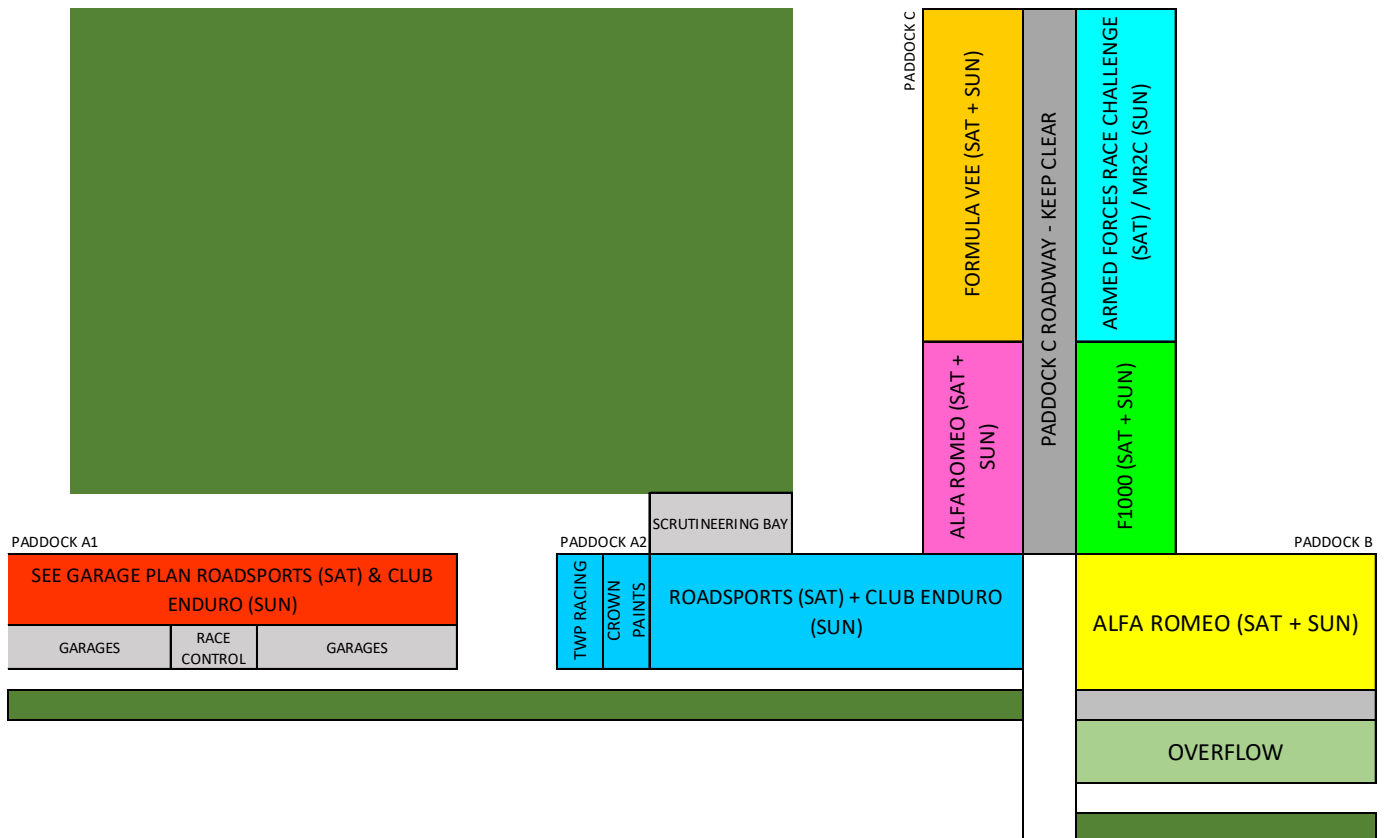 PADDOCK C
FORMULA VEE (SAT + SUN)
PADDOCK C ROADWAY - KEEP CLEAR
ARMED FORCES RACE CHALLENGE
(SAT) / MR2C (SUN)
ALFA ROMEO (SAT +
SUN)
F1000 (SAT + SUN)
SCRUTINEERING BAY
PADDOCK A1
PADDOCK A2
PADDOCK B
SEE GARAGE PLAN ROADSPORTS (SAT) & CLUB
ENDURO (SUN)
GARAGES
RACE
CONTROL
GARAGES
TWP RACING
CROWN
PAINTS
ROADSPORTS (SAT) + CLUB ENDURO
(SUN)
ALFA ROMEO (SAT + SUN)
OVERFLOW